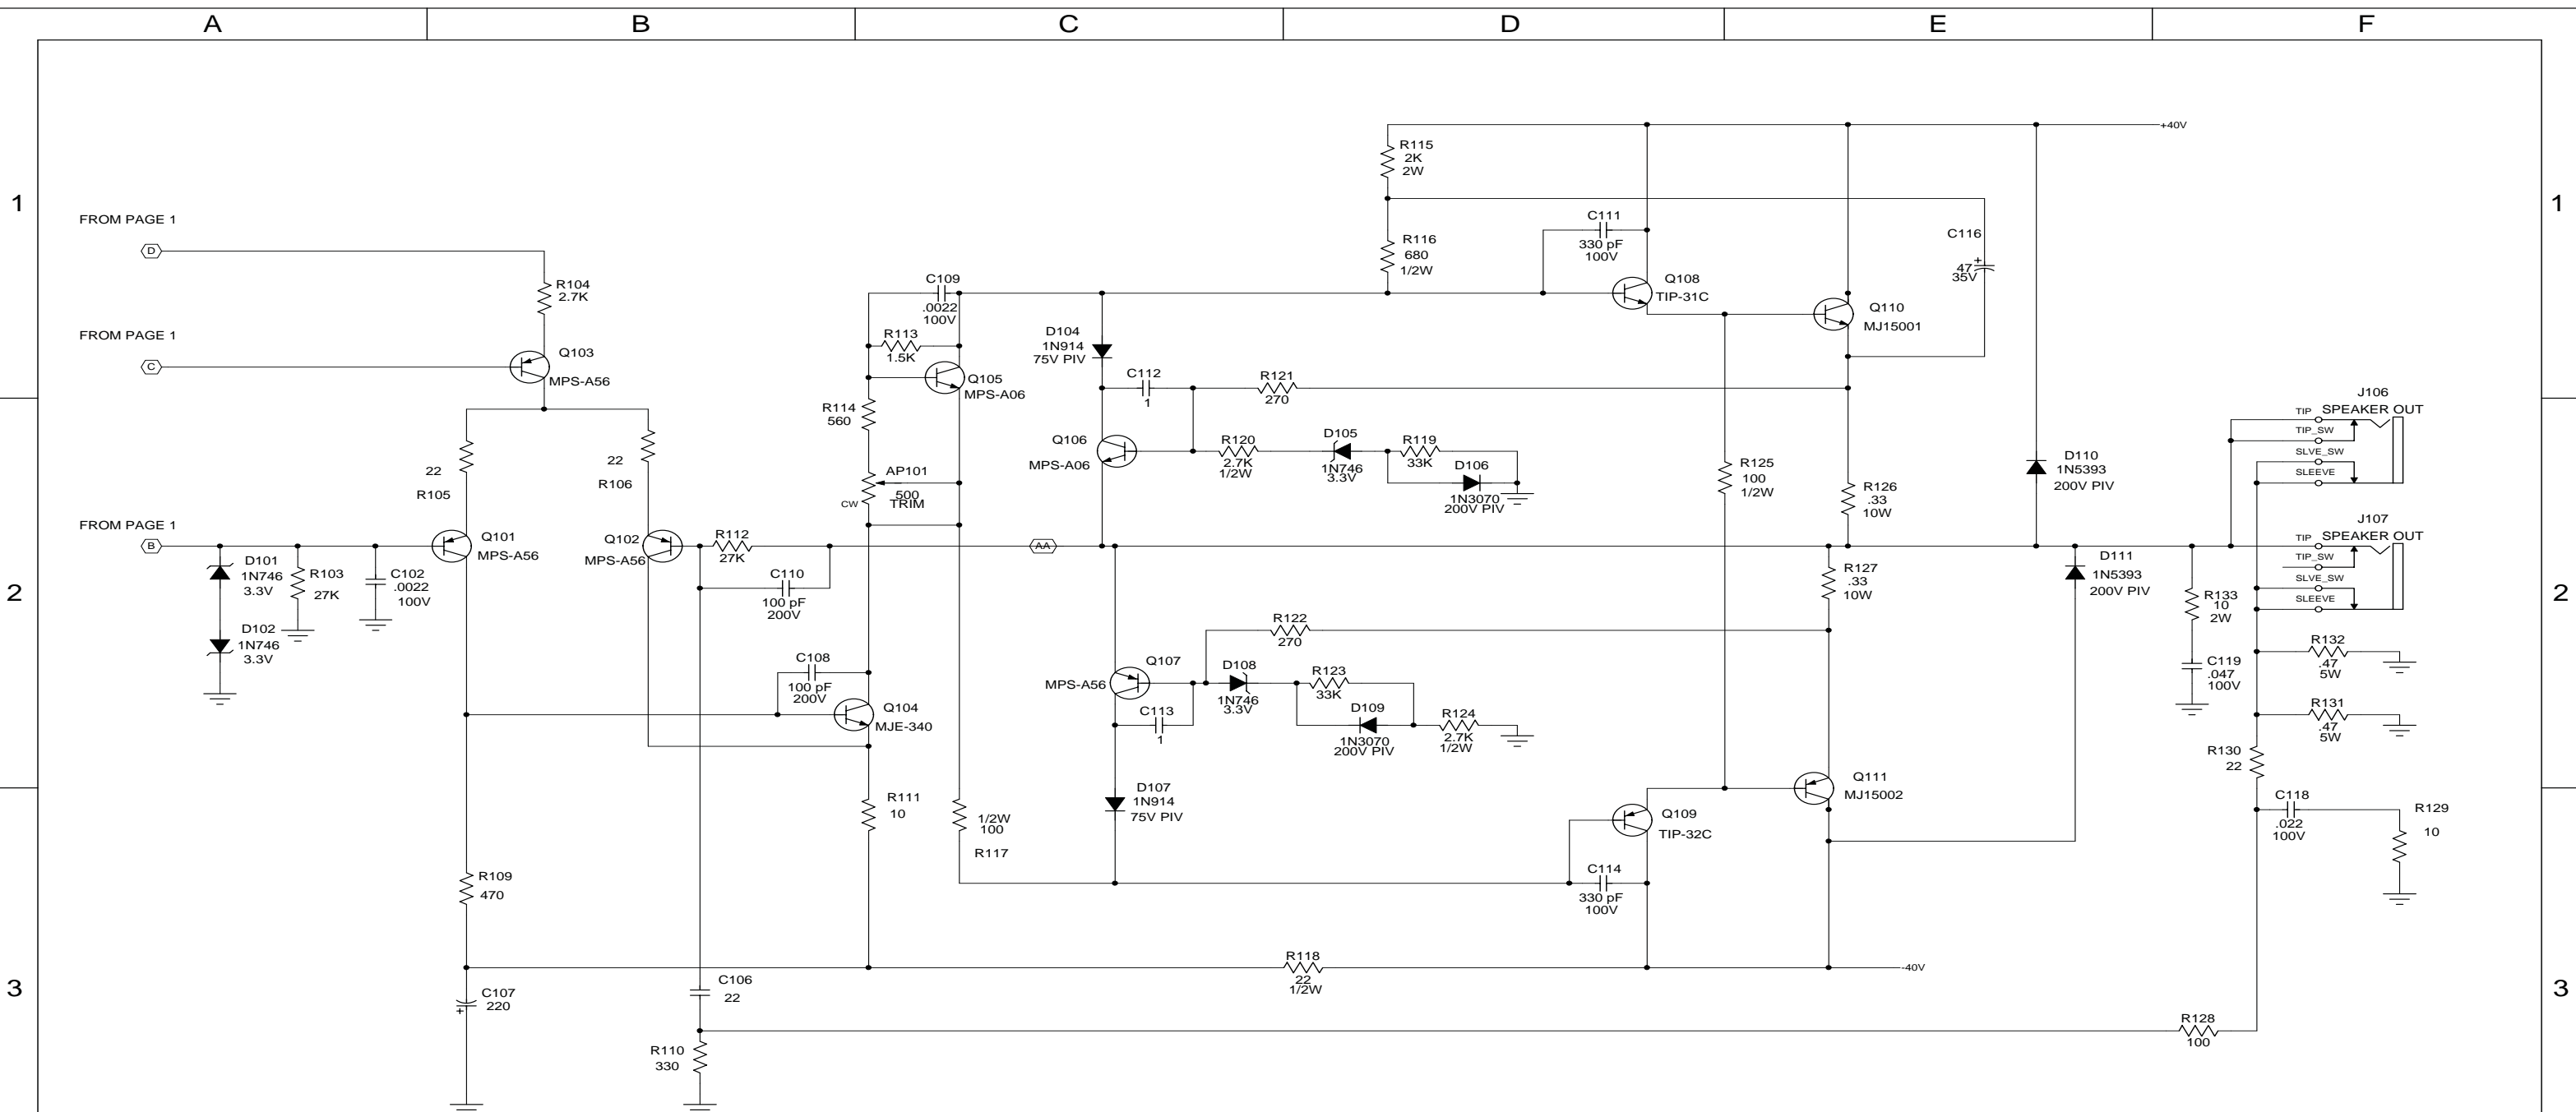 A B C D E F
1 1
2 2
3 3
FROM PAGE 1
D
FROM PAGE 1
C
FROM PAGE 1
B
R104
2.7K
Q103
MPS-A56
22
R105
22
R106
Q101
MPS-A56
Q102
MPS-A56
D101
1N746
3.3V
R103
27K
C102
.0022
100V
D102
1N746
3.3V
R112
27K
C110
100 pF
200V
C108
100 pF
200V
Q104
MJE-340
R111
10
R109
470
C107
220
+
C106
22
R110
330
C109
.0022
100V
R113
1.5K
Q105
MPS-A06
R114
560
AP101
500
TRIM
CW
1/2W
100
R117
AA
D104
1N914
75V PIV
C112
1
R121
270
Q106
MPS-A06
R120
2.7K
1/2W
D105
1N746
3.3V
R119
33K
D106
1N3070
200V PIV
R122
270
Q107
MPS-A56
D108
1N746
3.3V
R123
33K
D109
1N3070
200V PIV
R124
2.7K
1/2W
C113
1
D107
1N914
75V PIV
R118
22
1/2W
R115
2K
2W
R116
680
1/2W
C111
330 pF
100V
Q108
TIP-31C
Q110
MJ15001
C116
+
47
35V
+40V
R125
100
1/2W
R126
.33
10W
R127
.33
10W
D110
1N5393
200V PIV
D111
1N5393
200V PIV
Q111
MJ15002
Q109
TIP-32C
C114
330 pF
100V
-40V
J106
TIP SPEAKER OUT
TIP_SW
SLVE_SW
SLEEVE
J107
TIP SPEAKER OUT
TIP_SW
SLVE_SW
SLEEVE
R133
10
2W
C119
.047
100V
R132
.47
5W
R131
.47
5W
R130
22
C118
.022
100V
R129
10
R128
100